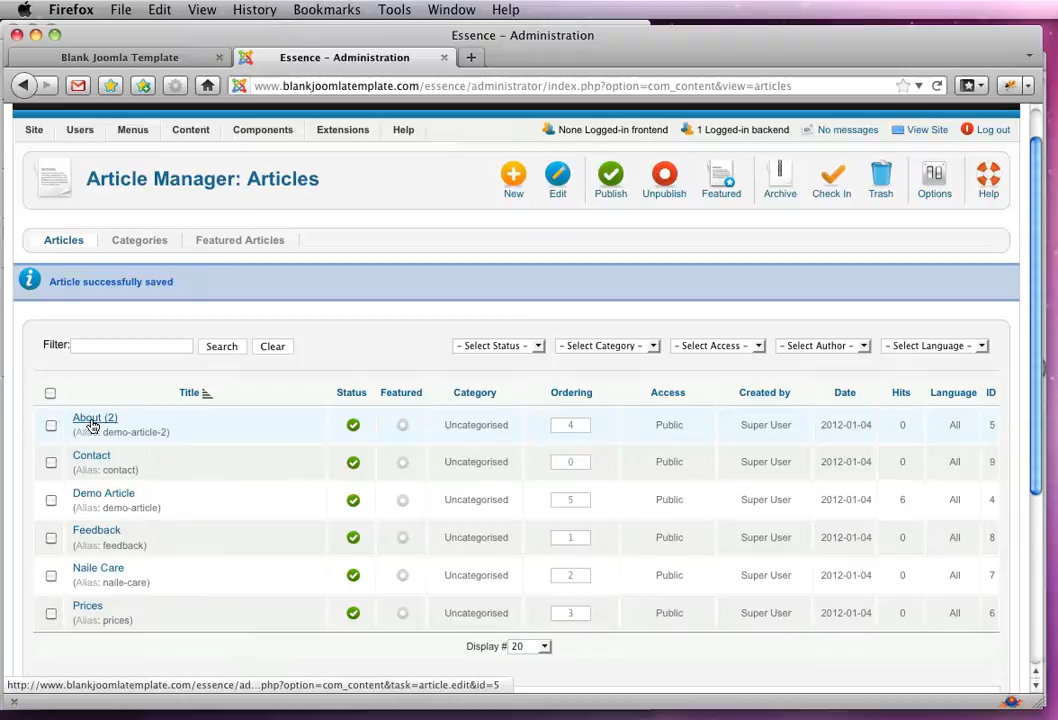 Firefox File Edit View History Bookmarks Tools Window Help
Essence – Administration
Blank Joomla Template
Essence – Administration
www.blankjoomlatemplate.com/essence/administrator/index.php?option=com_content&view=articles
Site Users Menus Content Components Extensions Help
None Logged-in frontend 1 Logged-in backend No messages View Site Log out
Article Manager: Articles
New Edit Publish Unpublish Featured Archive Check In Trash Options Help
Articles Categories Featured Articles
Article successfully saved
Filter: Search Clear – Select Status – – Select Category – – Select Access – – Select Author – – Select Language –
Title Status Featured Category Ordering Access Created by Date Hits Language ID
About (2) Uncategorised 4 Public Super User 2012-01-04 0 All 5
(Alias: demo-article-2)
Contact Uncategorised 0 Public Super User 2012-01-04 0 All 9
(Alias: contact)
Demo Article Uncategorised 5 Public Super User 2012-01-04 6 All 4
(Alias: demo-article)
Feedback Uncategorised 1 Public Super User 2012-01-04 0 All 8
(Alias: feedback)
Naile Care Uncategorised 2 Public Super User 2012-01-04 0 All 7
(Alias: naile-care)
Prices Uncategorised 3 Public Super User 2012-01-04 0 All 6
(Alias: prices)
Display # 20
http://www.blankjoomlatemplate.com/essence/ad...php?option=com_content&task=article.edit&id=5